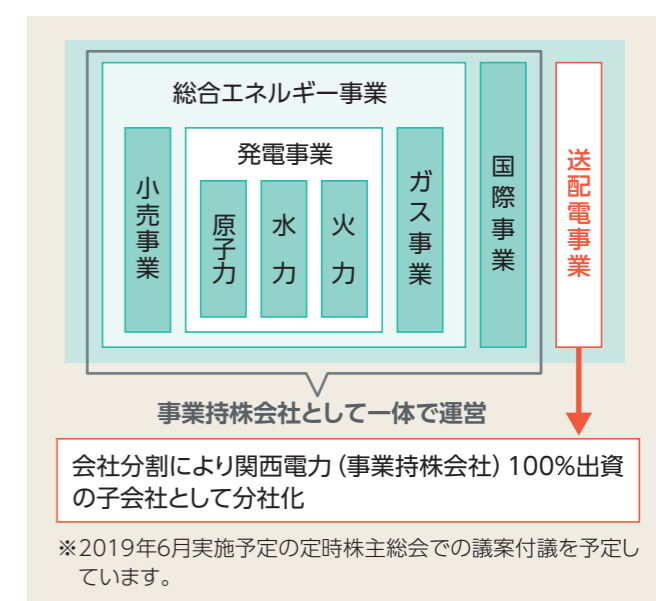 総合エネルギー事業
小売事業
発電事業
原子力
水力
火力
ガス事業
国際事業
送配電事業
事業持株会社として一体で運営
会社分割により関西電力(事業持株会社)100%出資
の子会社として分社化
※2019年6月実施予定の定時株主総会での議案付議を予定し
ています。